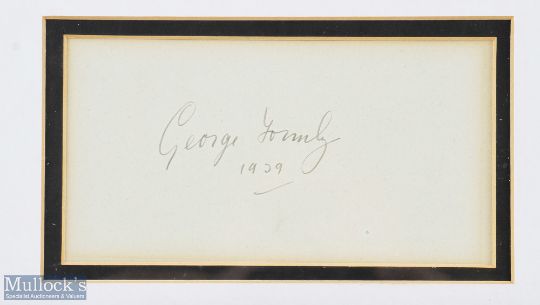 George Formby
1939
Mullock's
Specialist Auctioneers & Valuers